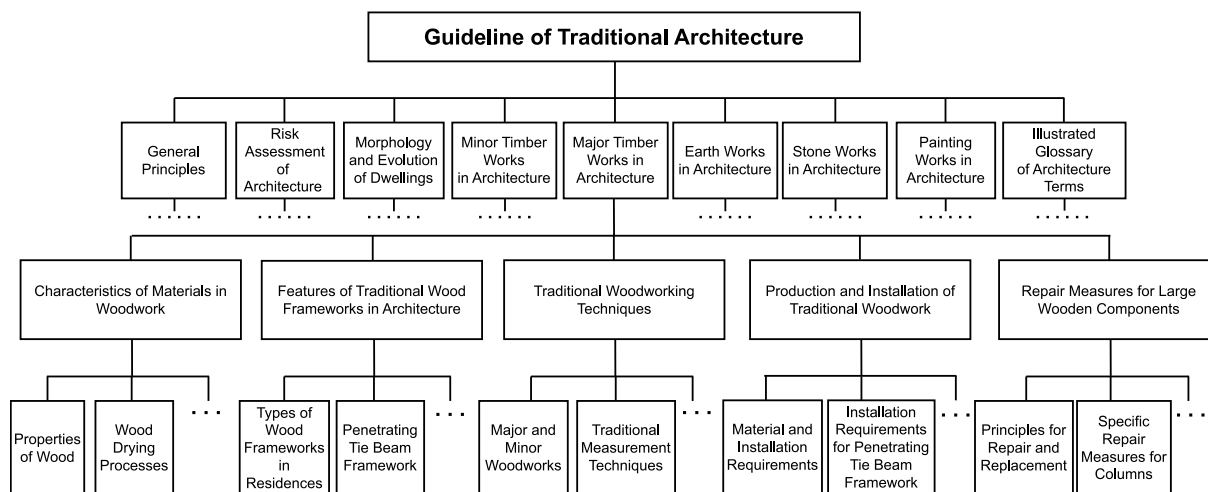 Guideline of Traditional Architecture
General
Principles
Risk
Assessment
of
Architecture
Morphology
and Evolution
of Dwellings
Minor Timber
Works
in Architecture
Major Timber
Works in
Architecture
Earth Works
in Architecture
Stone Works
in Architecture
Painting
Works in
Architecture
Illustrated
Glossary
of Architecture
Terms
......
......
......
......
......
......
......
......
Characteristics of Materials in
Woodwork
Features of Traditional Wood
Frameworks in Architecture
Traditional Woodworking
Techniques
Production and Installation of
Traditional Woodwork
Repair Measures for Large
Wooden Components
Properties
of Wood
Wood
Drying
Processes
...
Types of
Wood
Frameworks
in
Residences
Penetrating
Tie Beam
Framework
...
Major and
Minor
Woodworks
Traditional
Measurement
Techniques
...
Material and
Installation
Requirements
Installation
Requirements
for Penetrating
Tie Beam
Framework
...
Principles for
Repair and
Replacement
Specific
Repair
Measures for
Columns
...